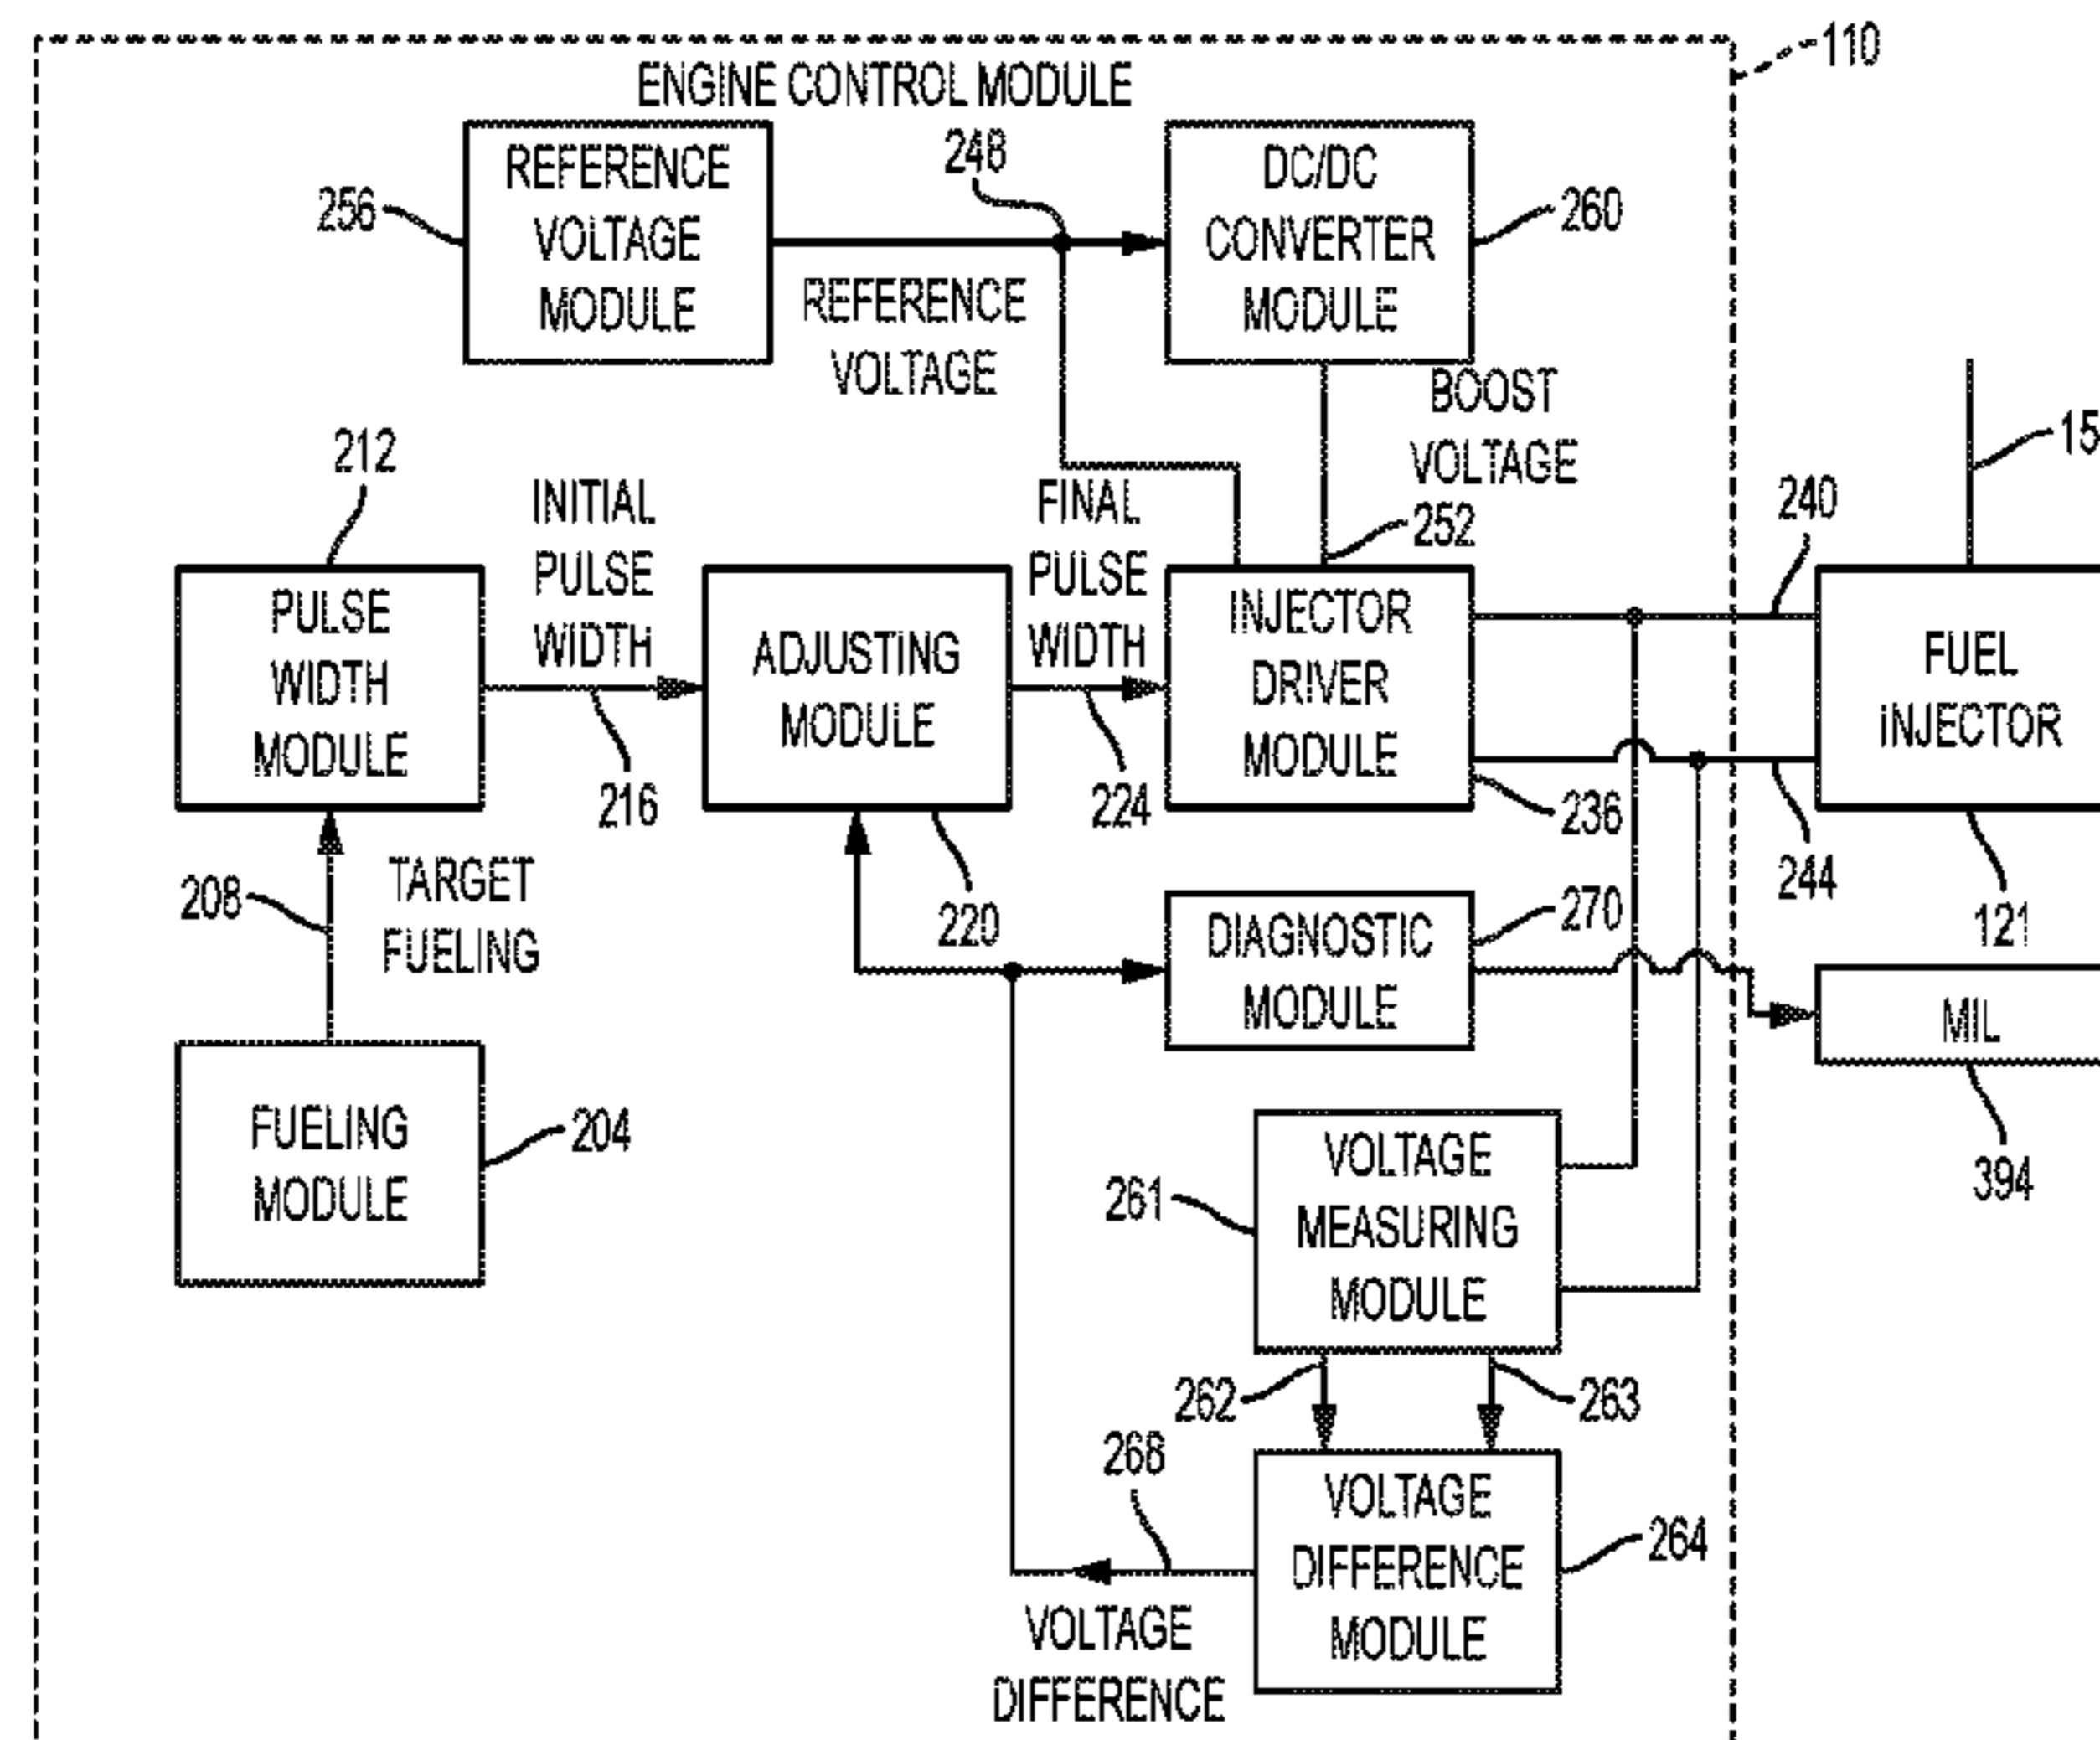 110
ENGINE CONTROL MODULE
REFERENCE
VOLTAGE
MODULE
256
248
REFERENCE
VOLTAGE
DC/DC
CONVERTER
MODULE
260
BOOST
VOLTAGE
252
15
212
PULSE
WIDTH
MODULE
INITIAL
PULSE
WIDTH
216
ADJUSTING
MODULE
220
FINAL
PULSE
WIDTH
224
INJECTOR
DRIVER
MODULE
236
240
244
FUEL
INJECTOR
121
208
TARGET
FUELING
FUELING
MODULE
204
DIAGNOSTIC
MODULE
270
MIL
394
261
VOLTAGE
MEASURING
MODULE
262
263
268
VOLTAGE
DIFFERENCE
MODULE
264
VOLTAGE
DIFFERENCE